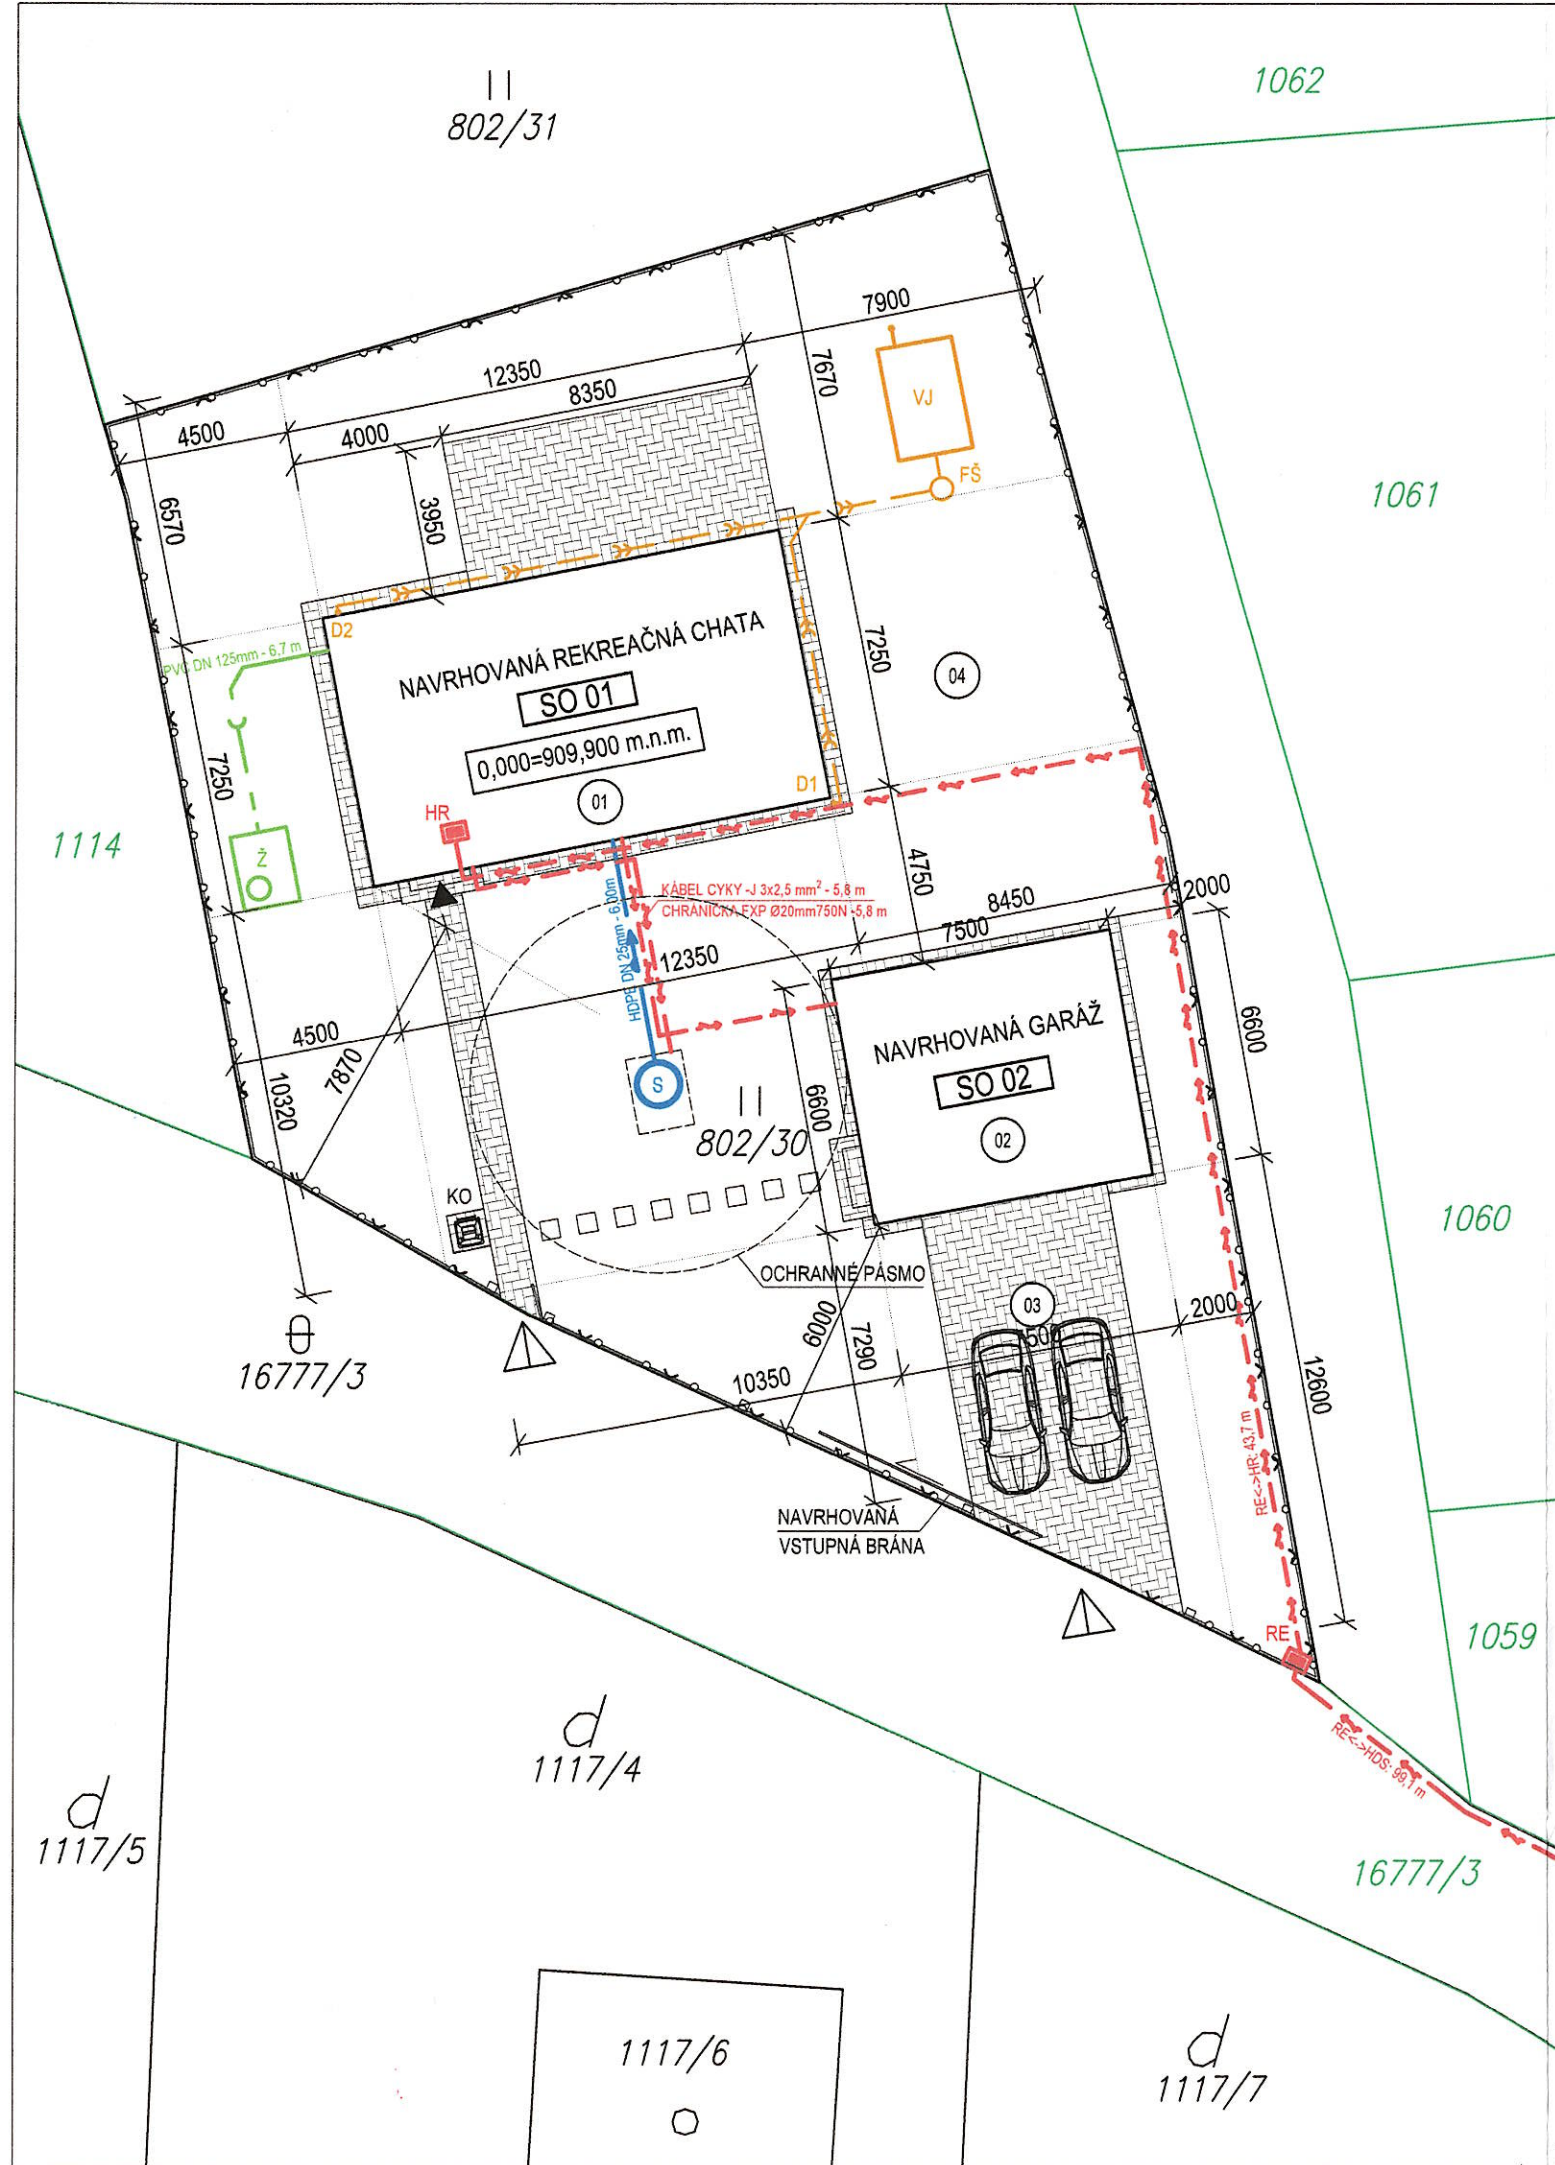 802/31
1062
7900
12350
7670
8350
4500
4000
VJ
FŠ
1061
6570
3950
D2
PVC DN 125mm - 6,7 m
NAVRHOVANÁ REKREAČNÁ CHATA
SO 01
0,000=909,900 m.n.m.
01
7250
04
7250
D1
HR
Ž
1114
KÁBEL CYKY -J 3x2,5 mm² - 5,8 m
CHRÁNIČKA FXP Ø20mm750N -5,8 m
4750
8450
2000
7500
12350
HDPE DN 25mm - 6,00m
4500
7870
10320
S
NAVRHOVANÁ GARÁŽ
SO 02
02
6600
6600
802/30
1060
KO
OCHRANNÉ PÁSMO
03
2000
6000
7290
10350
12600
16777/3
RE<->HR: 43,7 m
NAVRHOVANÁ
VSTUPNÁ BRÁNA
RE
1059
RE<->HDS: 99,1 m
d
1117/4
d
1117/5
16777/3
1117/6
d
1117/7